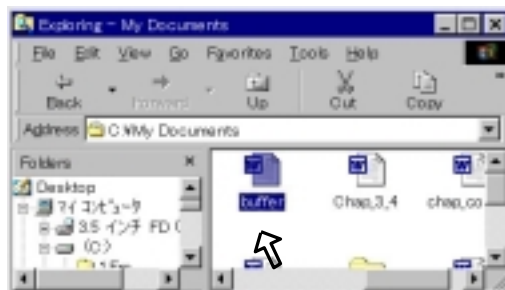 Exploring - My Documents
File Edit View Go Favorites Tools Help
Back Forward Up Cut Copy
Address C:¥My Documents
Folders
Desktop
マイ コンピュータ
3.5 インチ FD (
(C:)
buffer
Chap.3_4
chap_co